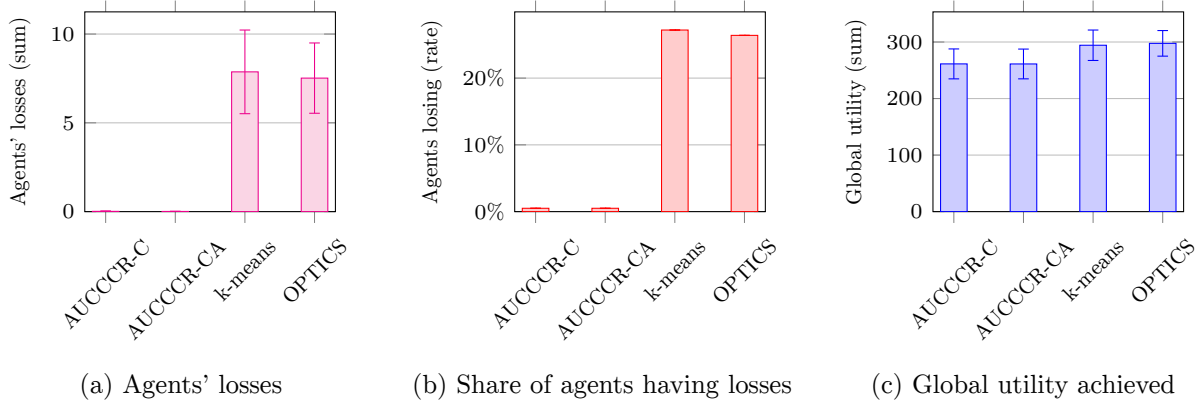 Agents' losses (sum)
10
5
0
AUCCCR-C
AUCCCR-CA
k-means
OPTICS
(a) Agents' losses
Agents losing (rate)
20%
10%
0%
AUCCCR-C
AUCCCR-CA
k-means
OPTICS
(b) Share of agents having losses
Global utility (sum)
300
200
100
0
AUCCCR-C
AUCCCR-CA
k-means
OPTICS
(c) Global utility achieved